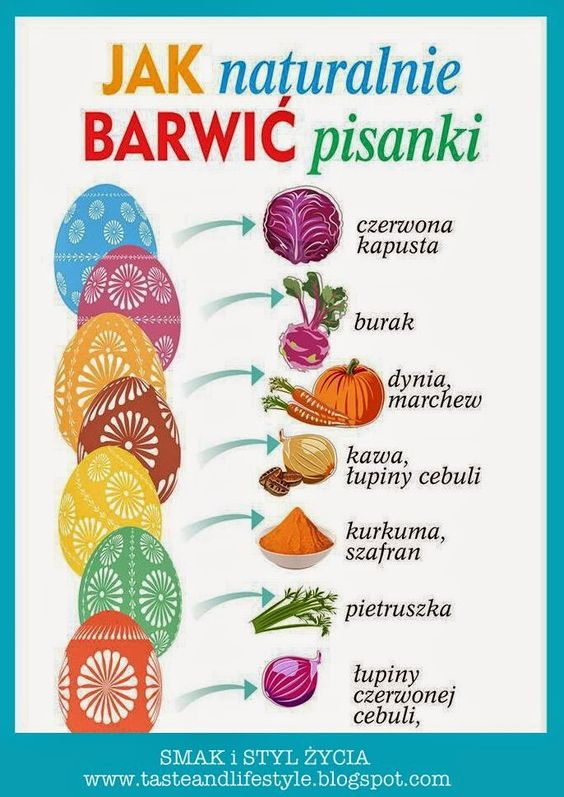 JAK naturalnie
BARWIĆ pisanki
czerwona
kapusta
burak
dynia,
marchew
kawa,
łupiny cebuli
kurkuma,
szafran
pietruszka
łupiny
czerwonej
cebuli,
SMAK i STYL ŻYCIA
www.tasteandlifestyle.blogspot.com